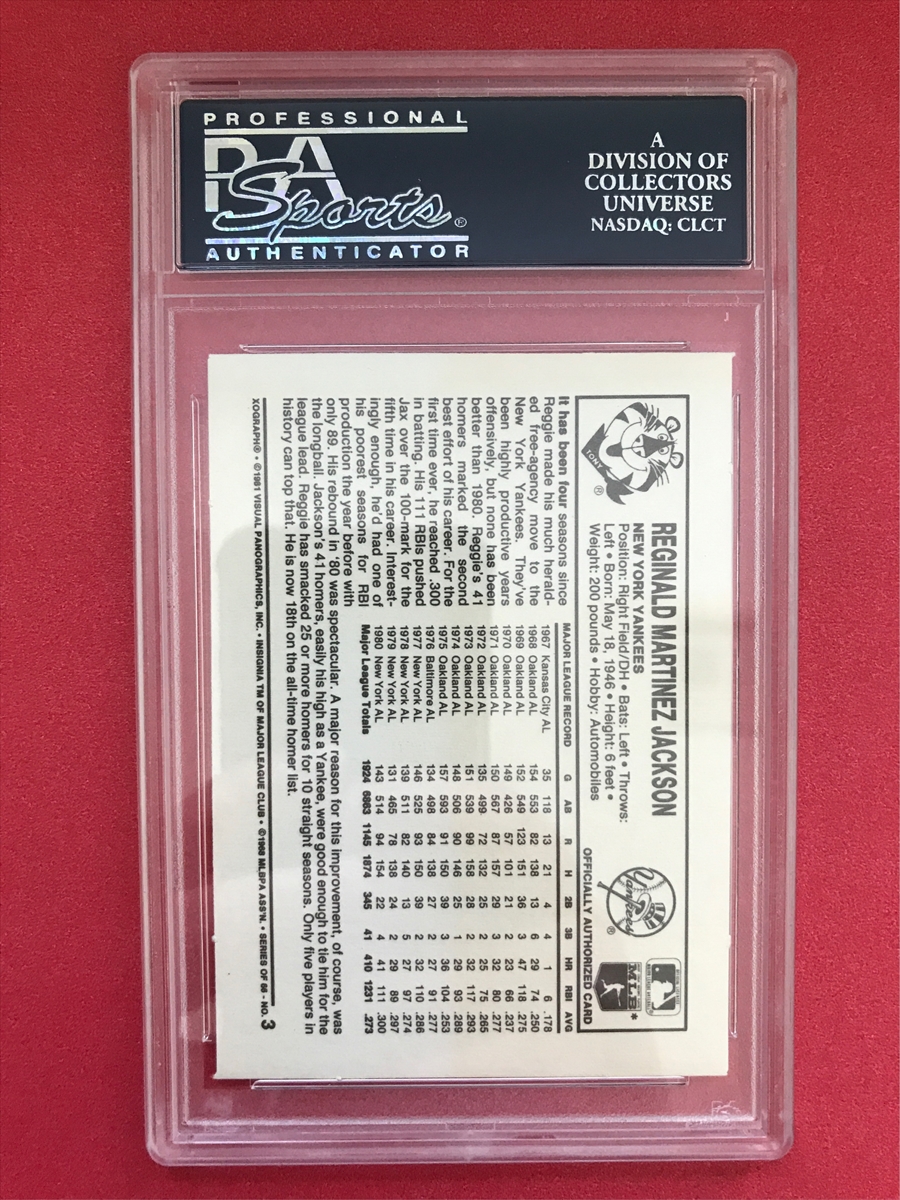 PROFESSIONAL
PSA
Sports®
AUTHENTICATOR
A
DIVISION OF
COLLECTORS
UNIVERSE
NASDAQ: CLCT
TONY
®
REGINALD MARTINEZ JACKSON
NEW YORK YANKEES
Position: Right Field/DH • Bats: Left • Throws:
Left • Born: May 18, 1946 • Height: 6 feet •
Weight: 200 pounds • Hobby: Automobiles
Yankees
®
MLB*
OFFICIALLY AUTHORIZED CARD
It has been four seasons since
Reggie made his much herald-
ed free-agency move to the
New York Yankees. They've
been highly productive years
offensively, but none has been
better than 1980. Reggie's 41
homers marked the second
best effort of his career. For the
first time ever, he reached .300
in batting. His 111 RBIs pushed
Jax over the 100-mark for the
fifth time in his career. Interest-
ingly enough, he'd had one of
his poorest seasons for RBI
production the year before with
only 89. His rebound in '80 was spectacular. A major reason for this improvement, of course, was
the longball. Jackson's 41 homers, easily his high as a Yankee, were good enough to tie him for the
league lead. Reggie has smacked 25 or more homers for 10 straight seasons. Only five players in
history can top that. He is now 18th on the all-time homer list.
MAJOR LEAGUE RECORD G AB R H 2B 3B HR RBI AVG
1967 Kansas City AL 35 118 13 21 4 4 1 6 .178
1968 Oakland AL 154 553 82 138 13 6 29 74 .250
1969 Oakland AL 152 549 123 151 36 3 47 118 .275
1970 Oakland AL 149 426 57 101 21 2 23 66 .237
1971 Oakland AL 150 567 87 157 29 3 32 80 .277
1972 Oakland AL 135 499 72 132 25 2 25 75 .265
1973 Oakland AL 151 539 99 158 28 2 32 117 .293
1974 Oakland AL 148 506 90 146 25 1 29 93 .289
1975 Oakland AL 157 593 91 150 39 3 36 104 .253
1976 Baltimore AL 134 498 84 138 27 2 27 91 .277
1977 New York AL 146 525 93 150 39 2 32 110 .286
1978 New York AL 139 511 82 140 13 5 27 97 .274
1979 New York AL 131 465 78 138 24 2 29 89 .297
1980 New York AL 143 514 94 154 22 4 41 111 .300
Major League Totals 1924 6863 1145 1874 345 41 410 1231 .273
XOGRAPH® • ©1981 VISUAL PANOGRAPHICS, INC. • INSIGNIA TM OF MAJOR LEAGUE CLUB • ©1968 MLBPA ASS'N. • SERIES OF 66 - NO. 3